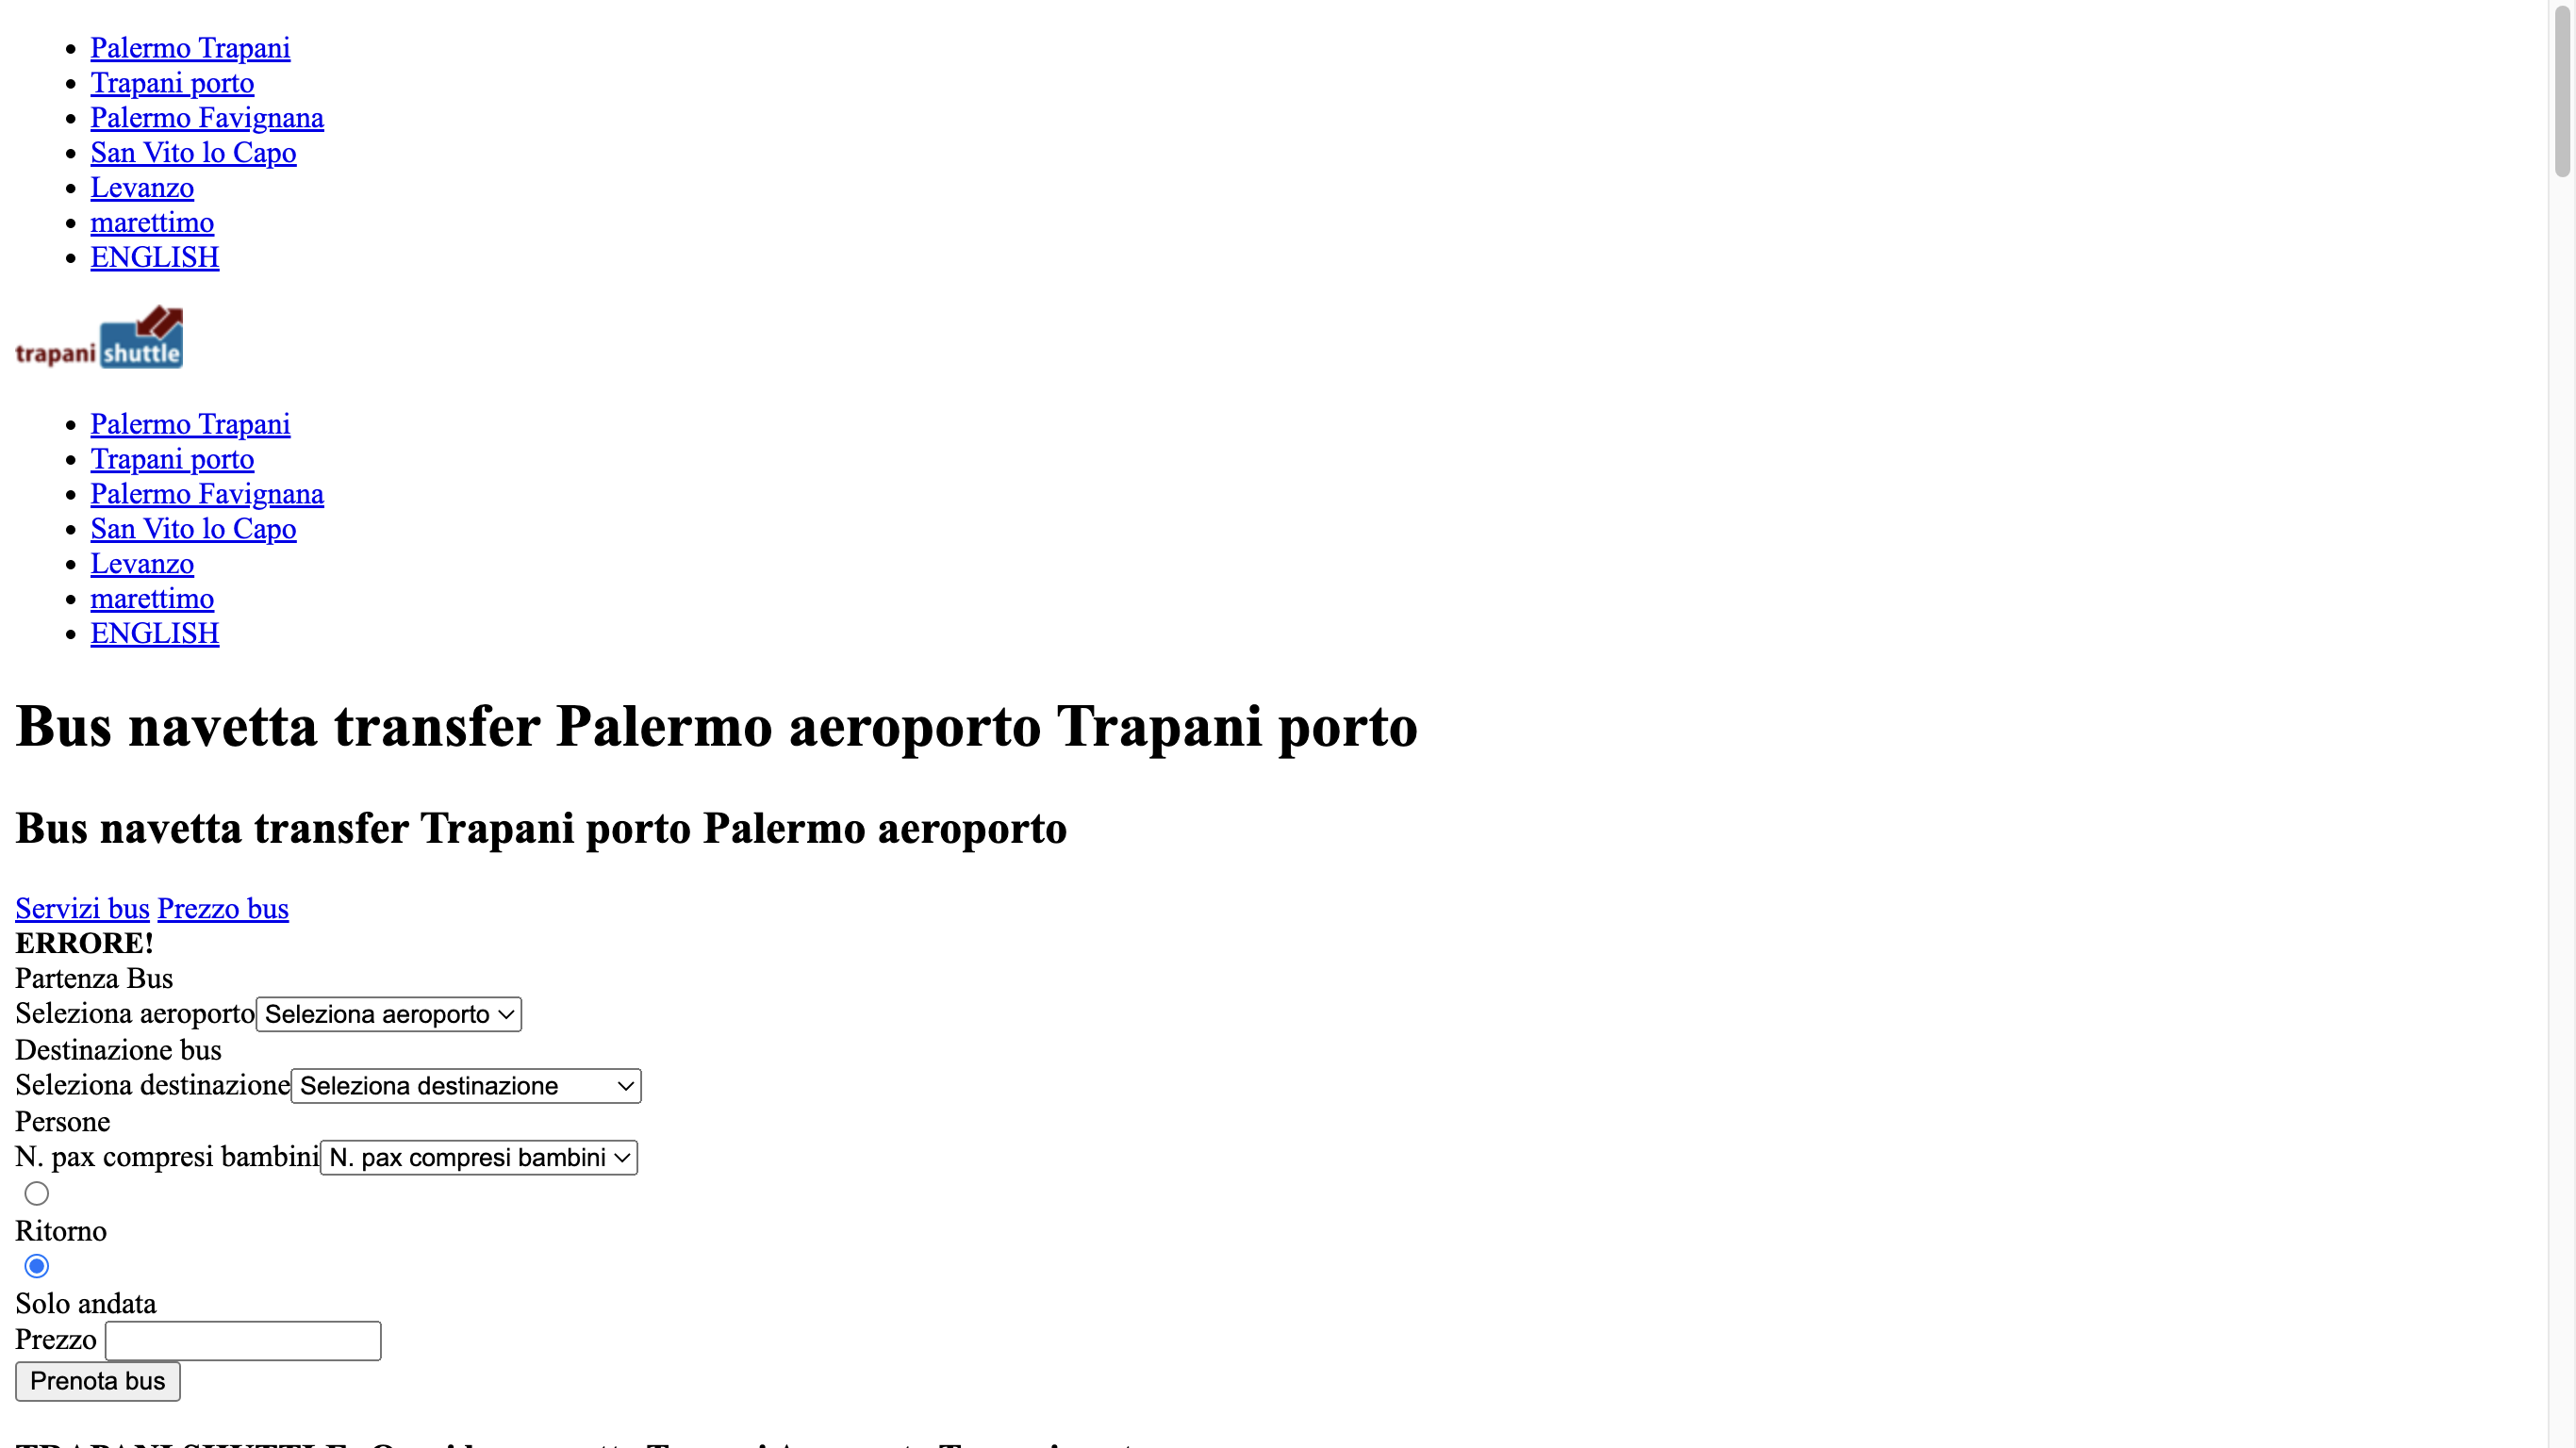 Palermo Trapani
Trapani porto
Palermo Favignana
San Vito lo Capo
Levanzo
marettimo
ENGLISH
trapani shuttle
Palermo Trapani
Trapani porto
Palermo Favignana
San Vito lo Capo
Levanzo
marettimo
ENGLISH
Bus navetta transfer Palermo aeroporto Trapani porto
Bus navetta transfer Trapani porto Palermo aeroporto
Servizi bus Prezzo bus
ERRORE!
Partenza Bus
Seleziona aeroporto Seleziona aeroporto
Destinazione bus
Seleziona destinazione Seleziona destinazione
Persone
N. pax compresi bambini N. pax compresi bambini
Ritorno
Solo andata
Prezzo
Prenota bus